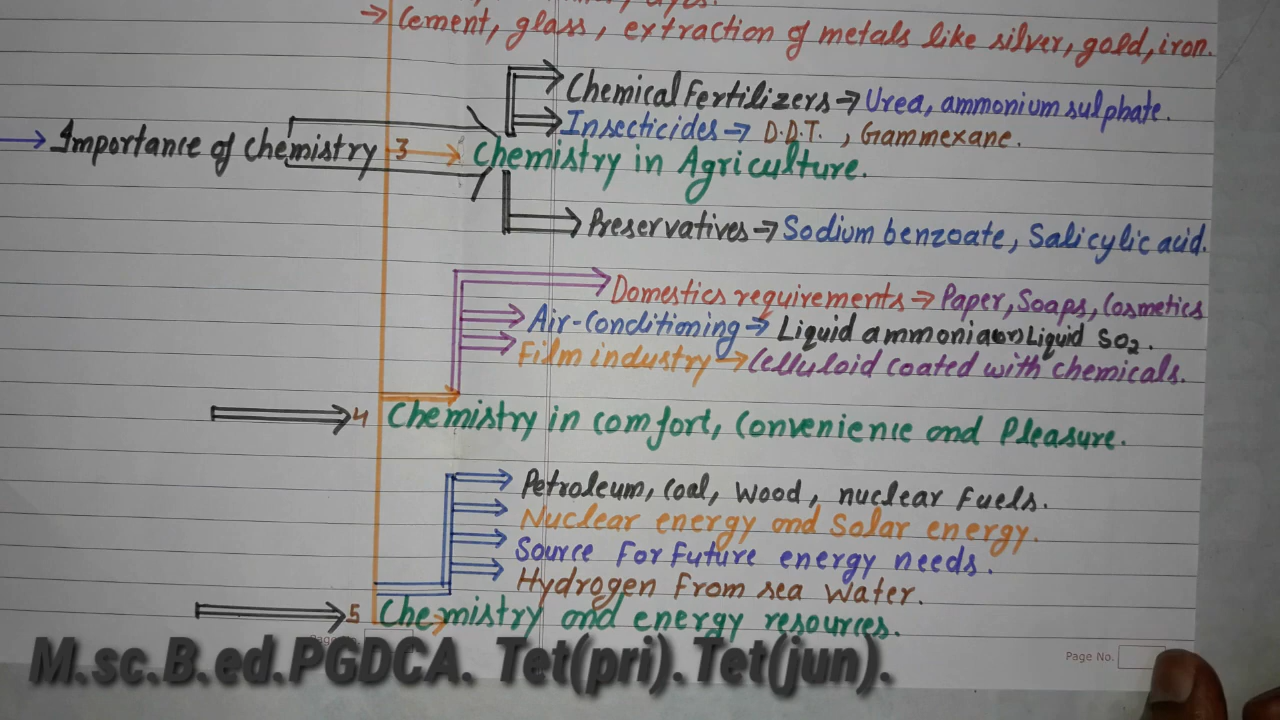 → Cement, glass, extraction of metals like silver, gold, iron.
Chemical Fertilizers → Urea, ammonium sulphate.
Insecticides → D.D.T. , Gammexane.
→ Importance of Chemistry 3 → Chemistry in Agriculture.
Preservatives → Sodium benzoate, Salicylic acid.
Domestics requirements → Paper, Soaps, Cosmetics
Air-Conditioning → Liquid ammonia (or) Liquid SO₂.
Film industry → Celluloid coated with chemicals.
4 Chemistry in comfort, Convenience and Pleasure.
Petroleum, Coal, Wood, nuclear Fuels.
Nuclear energy and Solar energy.
Source For Future energy needs.
Hydrogen From sea Water.
5 Chemistry and energy resources.
M.sc.B.ed.PGDCA. Tet(pri).Tet(jun).
Page No.